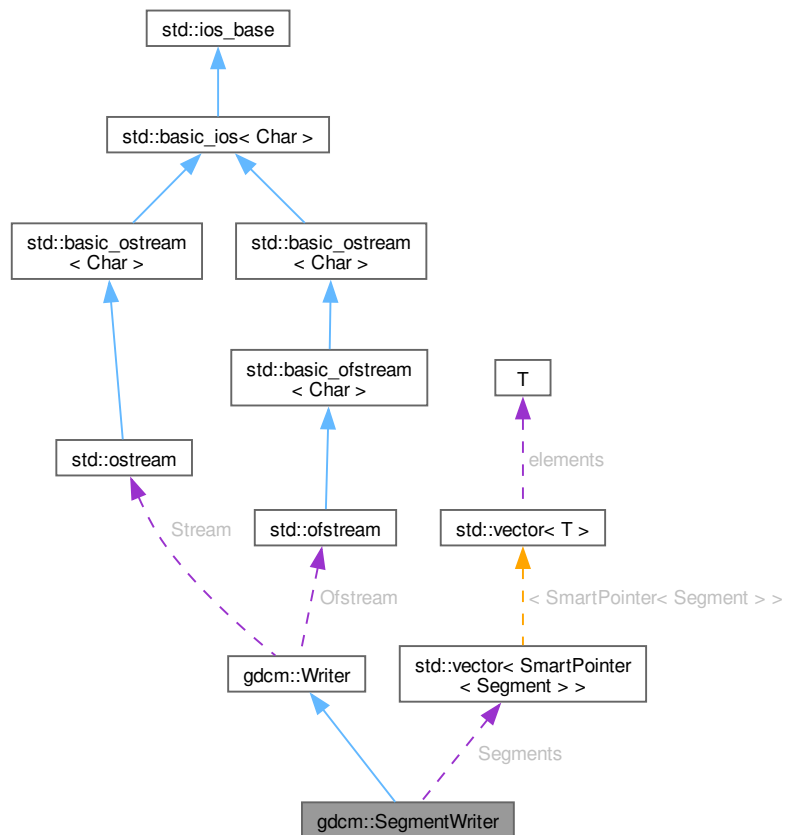 std::ios_base
std::basic_ios< Char >
std::basic_ostream
< Char >
std::basic_ostream
< Char >
std::basic_ofstream
< Char >
T
std::ostream
elements
std::ofstream
std::vector< T >
Stream
Ofstream
< SmartPointer< Segment > >
gdcm::Writer
std::vector< SmartPointer
< Segment > >
Segments
gdcm::SegmentWriter